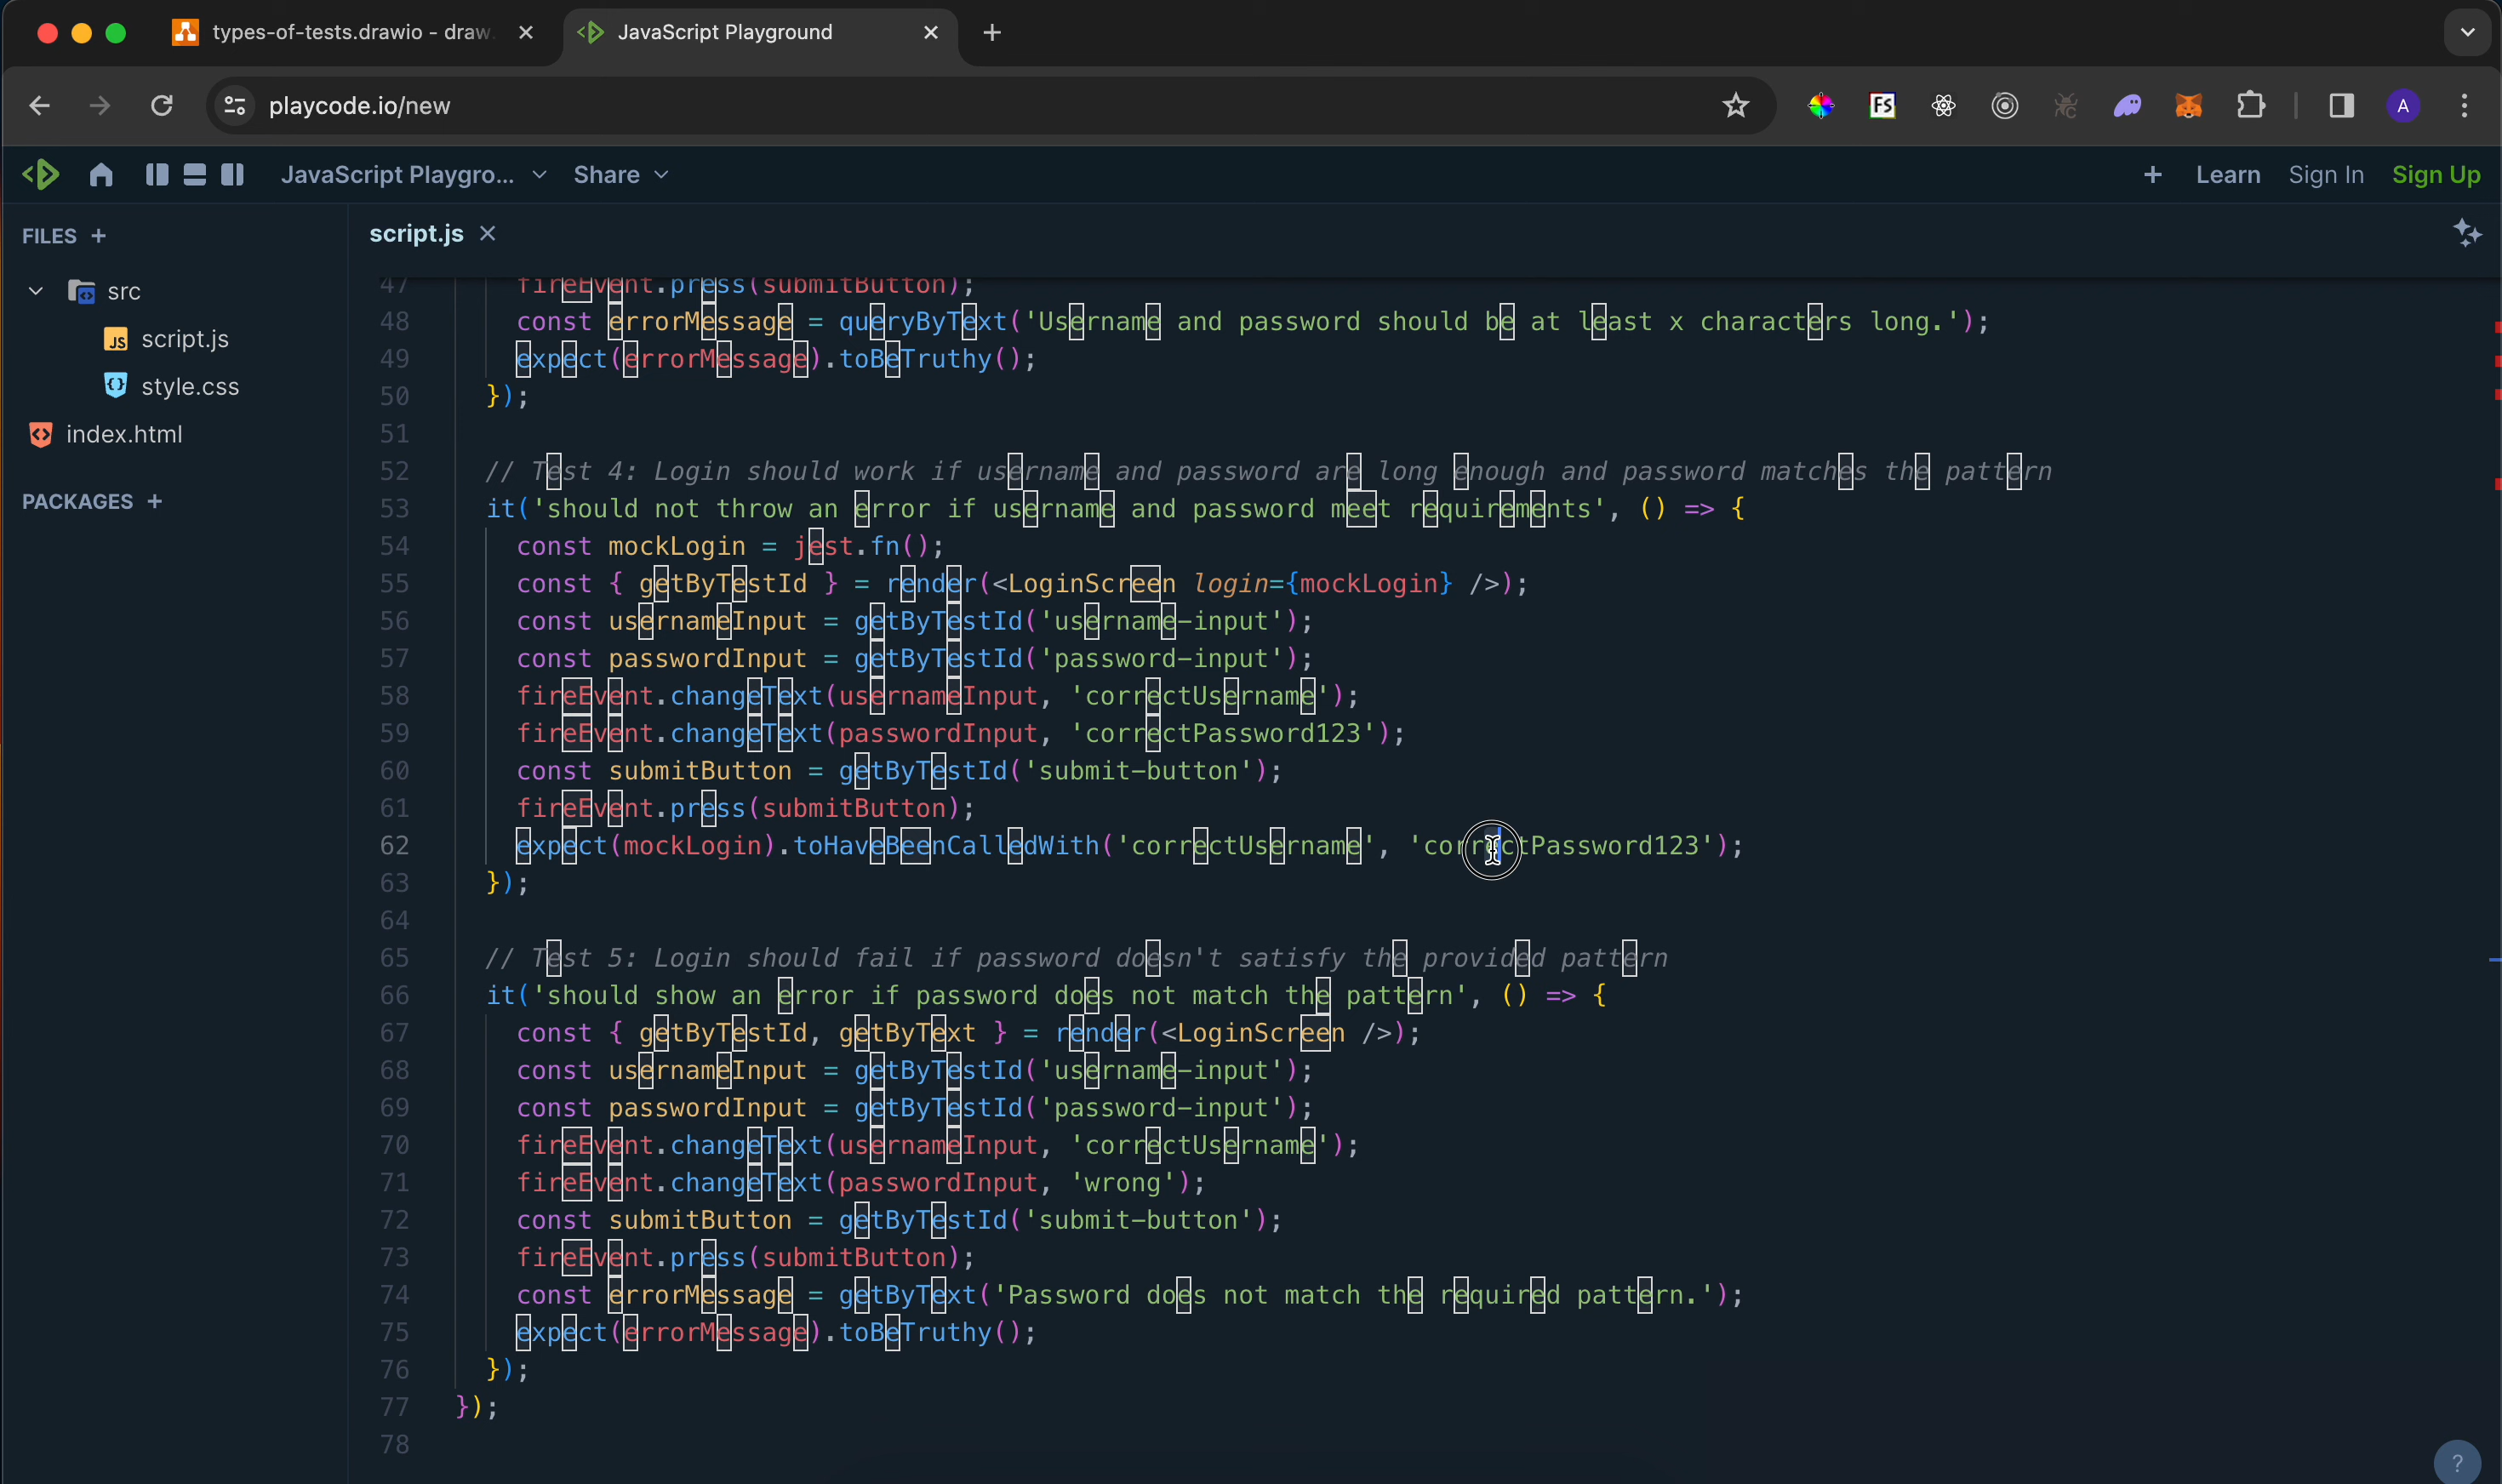 types-of-tests.drawio - draw
JavaScript Playground
playcode.io/new
FS
A
JavaScript Playgro...
Share
Learn
Sign In
Sign Up
FILES +
script.js
src
script.js
style.css
index.html
PACKAGES +
47 fireEvent.press(submitButton);
48 const errorMessage = queryByText('Username and password should be at least x characters long.');
49 expect(errorMessage).toBeTruthy();
50 });
51
52 // Test 4: Login should work if username and password are long enough and password matches the pattern
53 it('should not throw an error if username and password meet requirements', () => {
54 const mockLogin = jest.fn();
55 const { getByTestId } = render(<LoginScreen login={mockLogin} />);
56 const usernameInput = getByTestId('username-input');
57 const passwordInput = getByTestId('password-input');
58 fireEvent.changeText(usernameInput, 'correctUsername');
59 fireEvent.changeText(passwordInput, 'correctPassword123');
60 const submitButton = getByTestId('submit-button');
61 fireEvent.press(submitButton);
62 expect(mockLogin).toHaveBeenCalledWith('correctUsername', 'correctPassword123');
63 });
64
65 // Test 5: Login should fail if password doesn't satisfy the provided pattern
66 it('should show an error if password does not match the pattern', () => {
67 const { getByTestId, getByText } = render(<LoginScreen />);
68 const usernameInput = getByTestId('username-input');
69 const passwordInput = getByTestId('password-input');
70 fireEvent.changeText(usernameInput, 'correctUsername');
71 fireEvent.changeText(passwordInput, 'wrong');
72 const submitButton = getByTestId('submit-button');
73 fireEvent.press(submitButton);
74 const errorMessage = getByText('Password does not match the required pattern.');
75 expect(errorMessage).toBeTruthy();
76 });
77 });
78
?